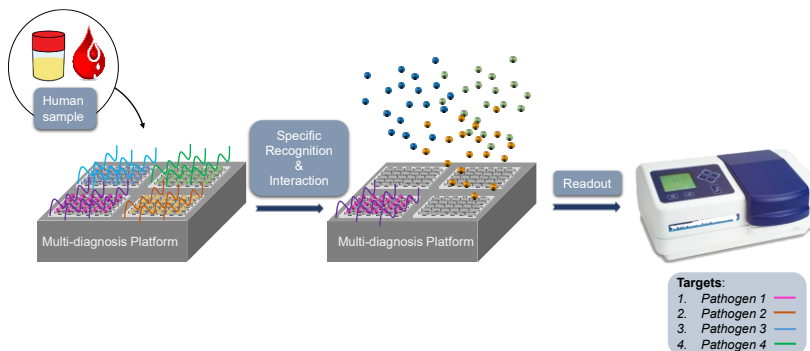 Human
sample
Specific
Recognition
&
Interaction
Readout
Multi-diagnosis Platform
Multi-diagnosis Platform
Targets:
1. Pathogen 1
2. Pathogen 2
3. Pathogen 3
4. Pathogen 4